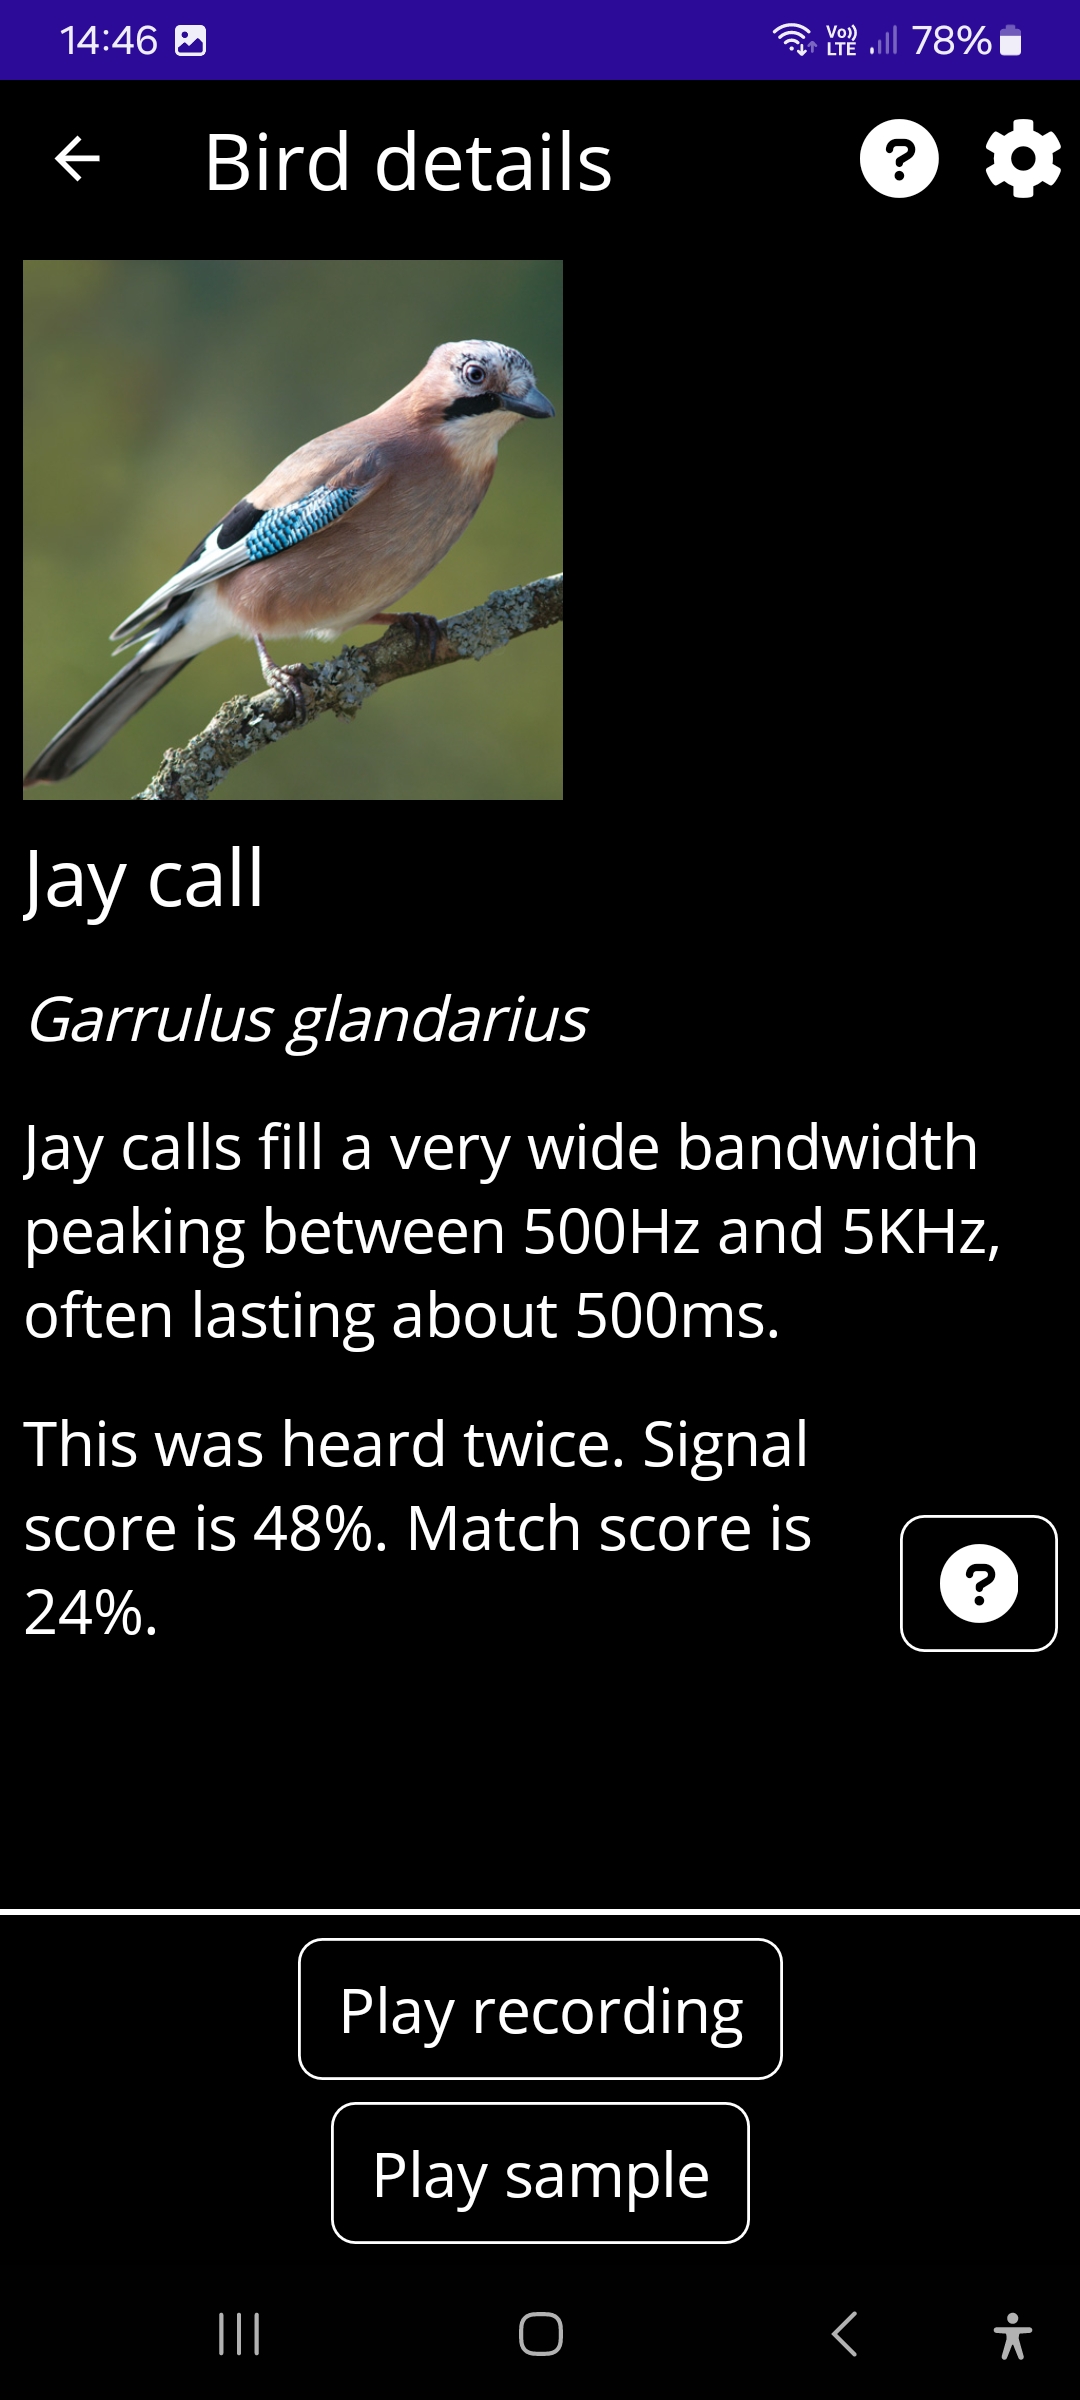 14:46
Vo)) LTE 78%
Bird details
?
Jay call
Garrulus glandarius
Jay calls fill a very wide bandwidth
peaking between 500Hz and 5KHz,
often lasting about 500ms.
This was heard twice. Signal
score is 48%. Match score is
24%.
?
Play recording
Play sample